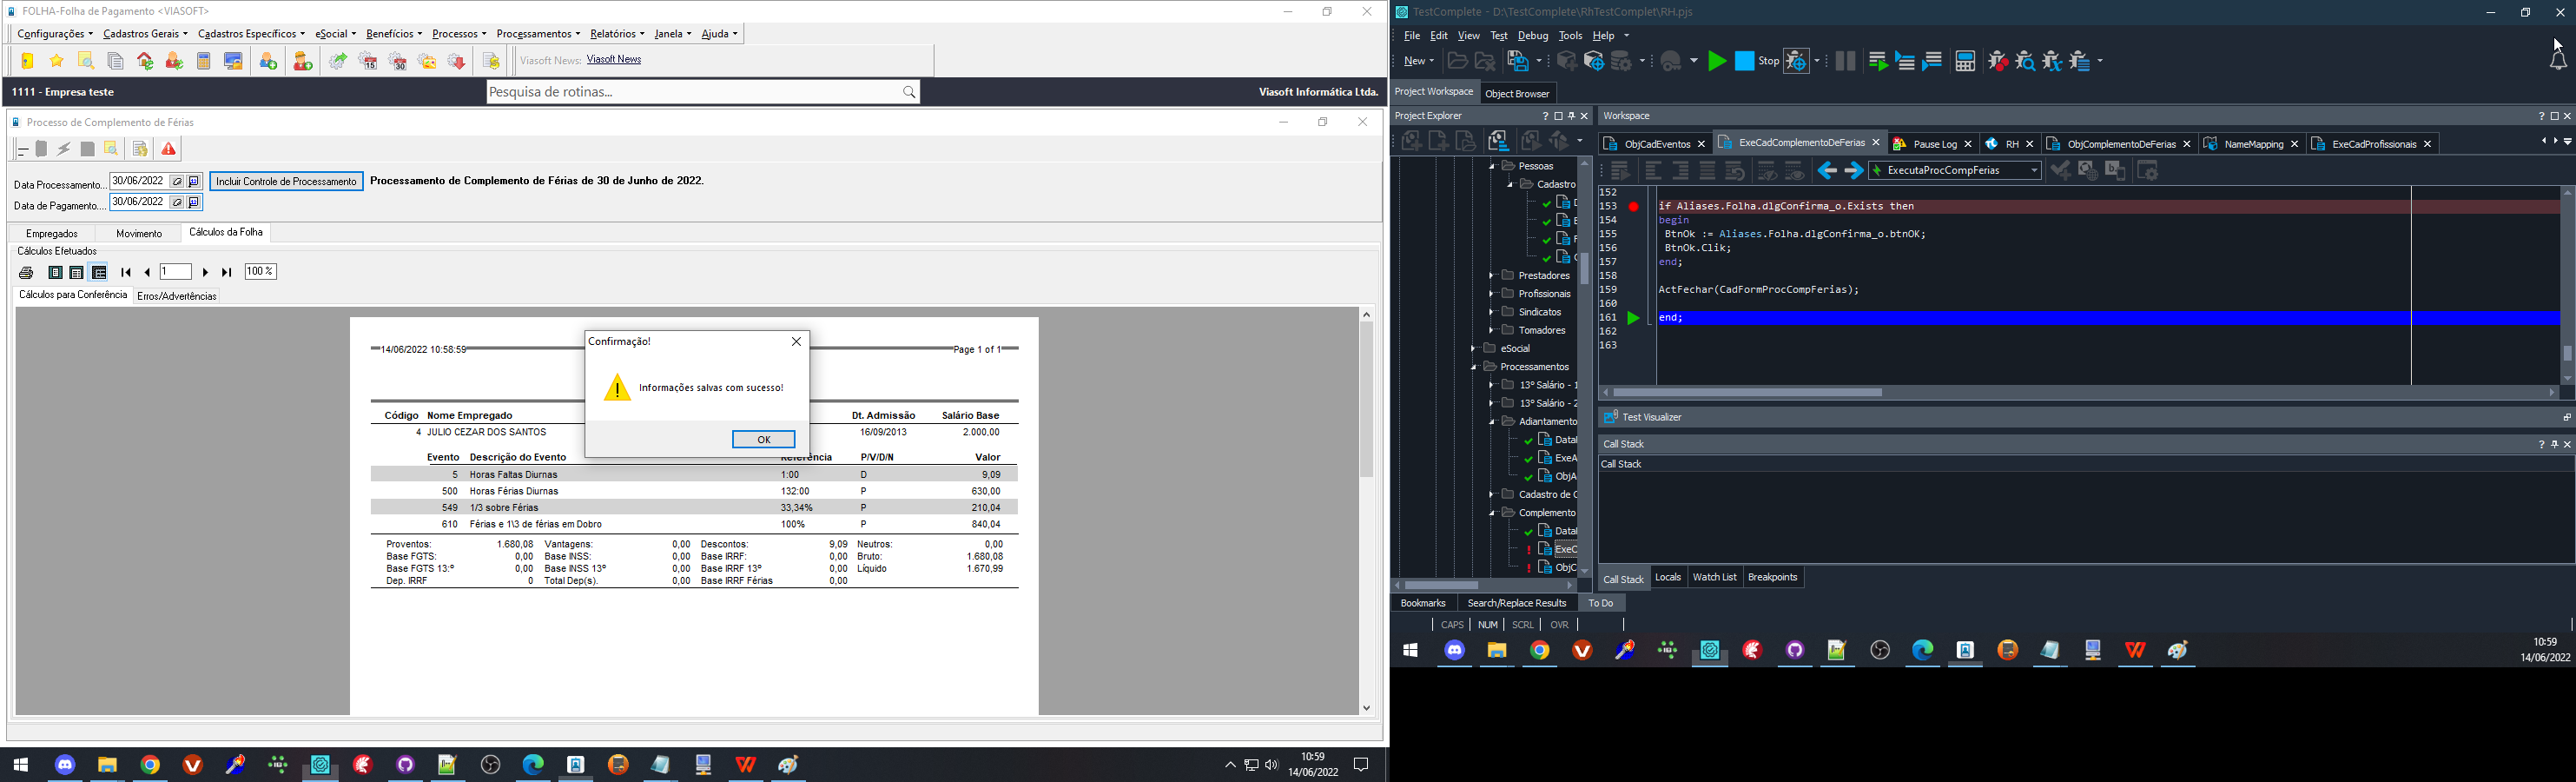 FOLHA-Folha de Pagamento <VIASOFT>
Configurações Cadastros Gerais Cadastros Específicos eSocial Benefícios Processos Processamentos Relatórios Janela Ajuda
Viasoft News: Viasoft News
1111 - Empresa teste
Pesquisa de rotinas...
Viasoft Informática Ltda.
Processo de Complemento de Férias
Data Processamento... 30/06/2022 Incluir Controle de Processamento Processamento de Complemento de Férias de 30 de Junho de 2022.
Data de Pagamento.... 30/06/2022
Empregados Movimento Cálculos da Folha
Cálculos Efetuados
1 100 %
Cálculos para Conferência Erros/Advertências
14/06/2022 10:58:59 Page 1 of 1
Confirmação!
Informações salvas com sucesso!
OK
Código Nome Empregado Dt. Admissão Salário Base
4 JULIO CEZAR DOS SANTOS 16/09/2013 2.000,00
Evento Descrição do Evento Referência P/V/D/N Valor
5 Horas Faltas Diurnas 1:00 D 9,09
500 Horas Férias Diurnas 132:00 P 630,00
549 1/3 sobre Férias 33,34% P 210,04
610 Férias e 1\3 de férias em Dobro 100% P 840,04
Proventos: 1.680,08 Vantagens: 0,00 Descontos: 9,09 Neutros: 0,00
Base FGTS: 0,00 Base INSS: 0,00 Base IRRF: 0,00 Bruto: 1.680,08
Base FGTS 13.º 0,00 Base INSS 13º 0,00 Base IRRF 13º 0,00 Líquido 1.670,99
Dep. IRRF 0 Total Dep(s). 0,00 Base IRRF Férias 0,00
10:59
14/06/2022
TestComplete - D:\TestComplete\RhTestComplet\RH.pjs
File Edit View Test Debug Tools Help
New Stop
Project Workspace Object Browser
Project Explorer
Workspace
ObjCadEventos ExeCadComplementoDeFerias Pause Log RH ObjComplementoDeFerias NameMapping ExeCadProfissionais
ExecutaProcCompFerias
Pessoas
Cadastro
D
E
F
C
Prestadores
Profissionais
Sindicatos
Tomadores
eSocial
Processamentos
13º Salário - 1
13º Salário - 2
Adiantamento
Datal
ExeA
ObjA
Cadastro de C
Complemento
Datal
ExeC
ObjC
152
153 if Aliases.Folha.dlgConfirma_o.Exists then
154 begin
155 BtnOk := Aliases.Folha.dlgConfirma_o.btnOK;
156 BtnOk.Clik;
157 end;
158
159 ActFechar(CadFormProcCompFerias);
160
161 end;
162
163
Test Visualizer
Call Stack
Call Stack
Call Stack Locals Watch List Breakpoints
Bookmarks Search/Replace Results To Do
CAPS NUM SCRL OVR
10:59
14/06/2022